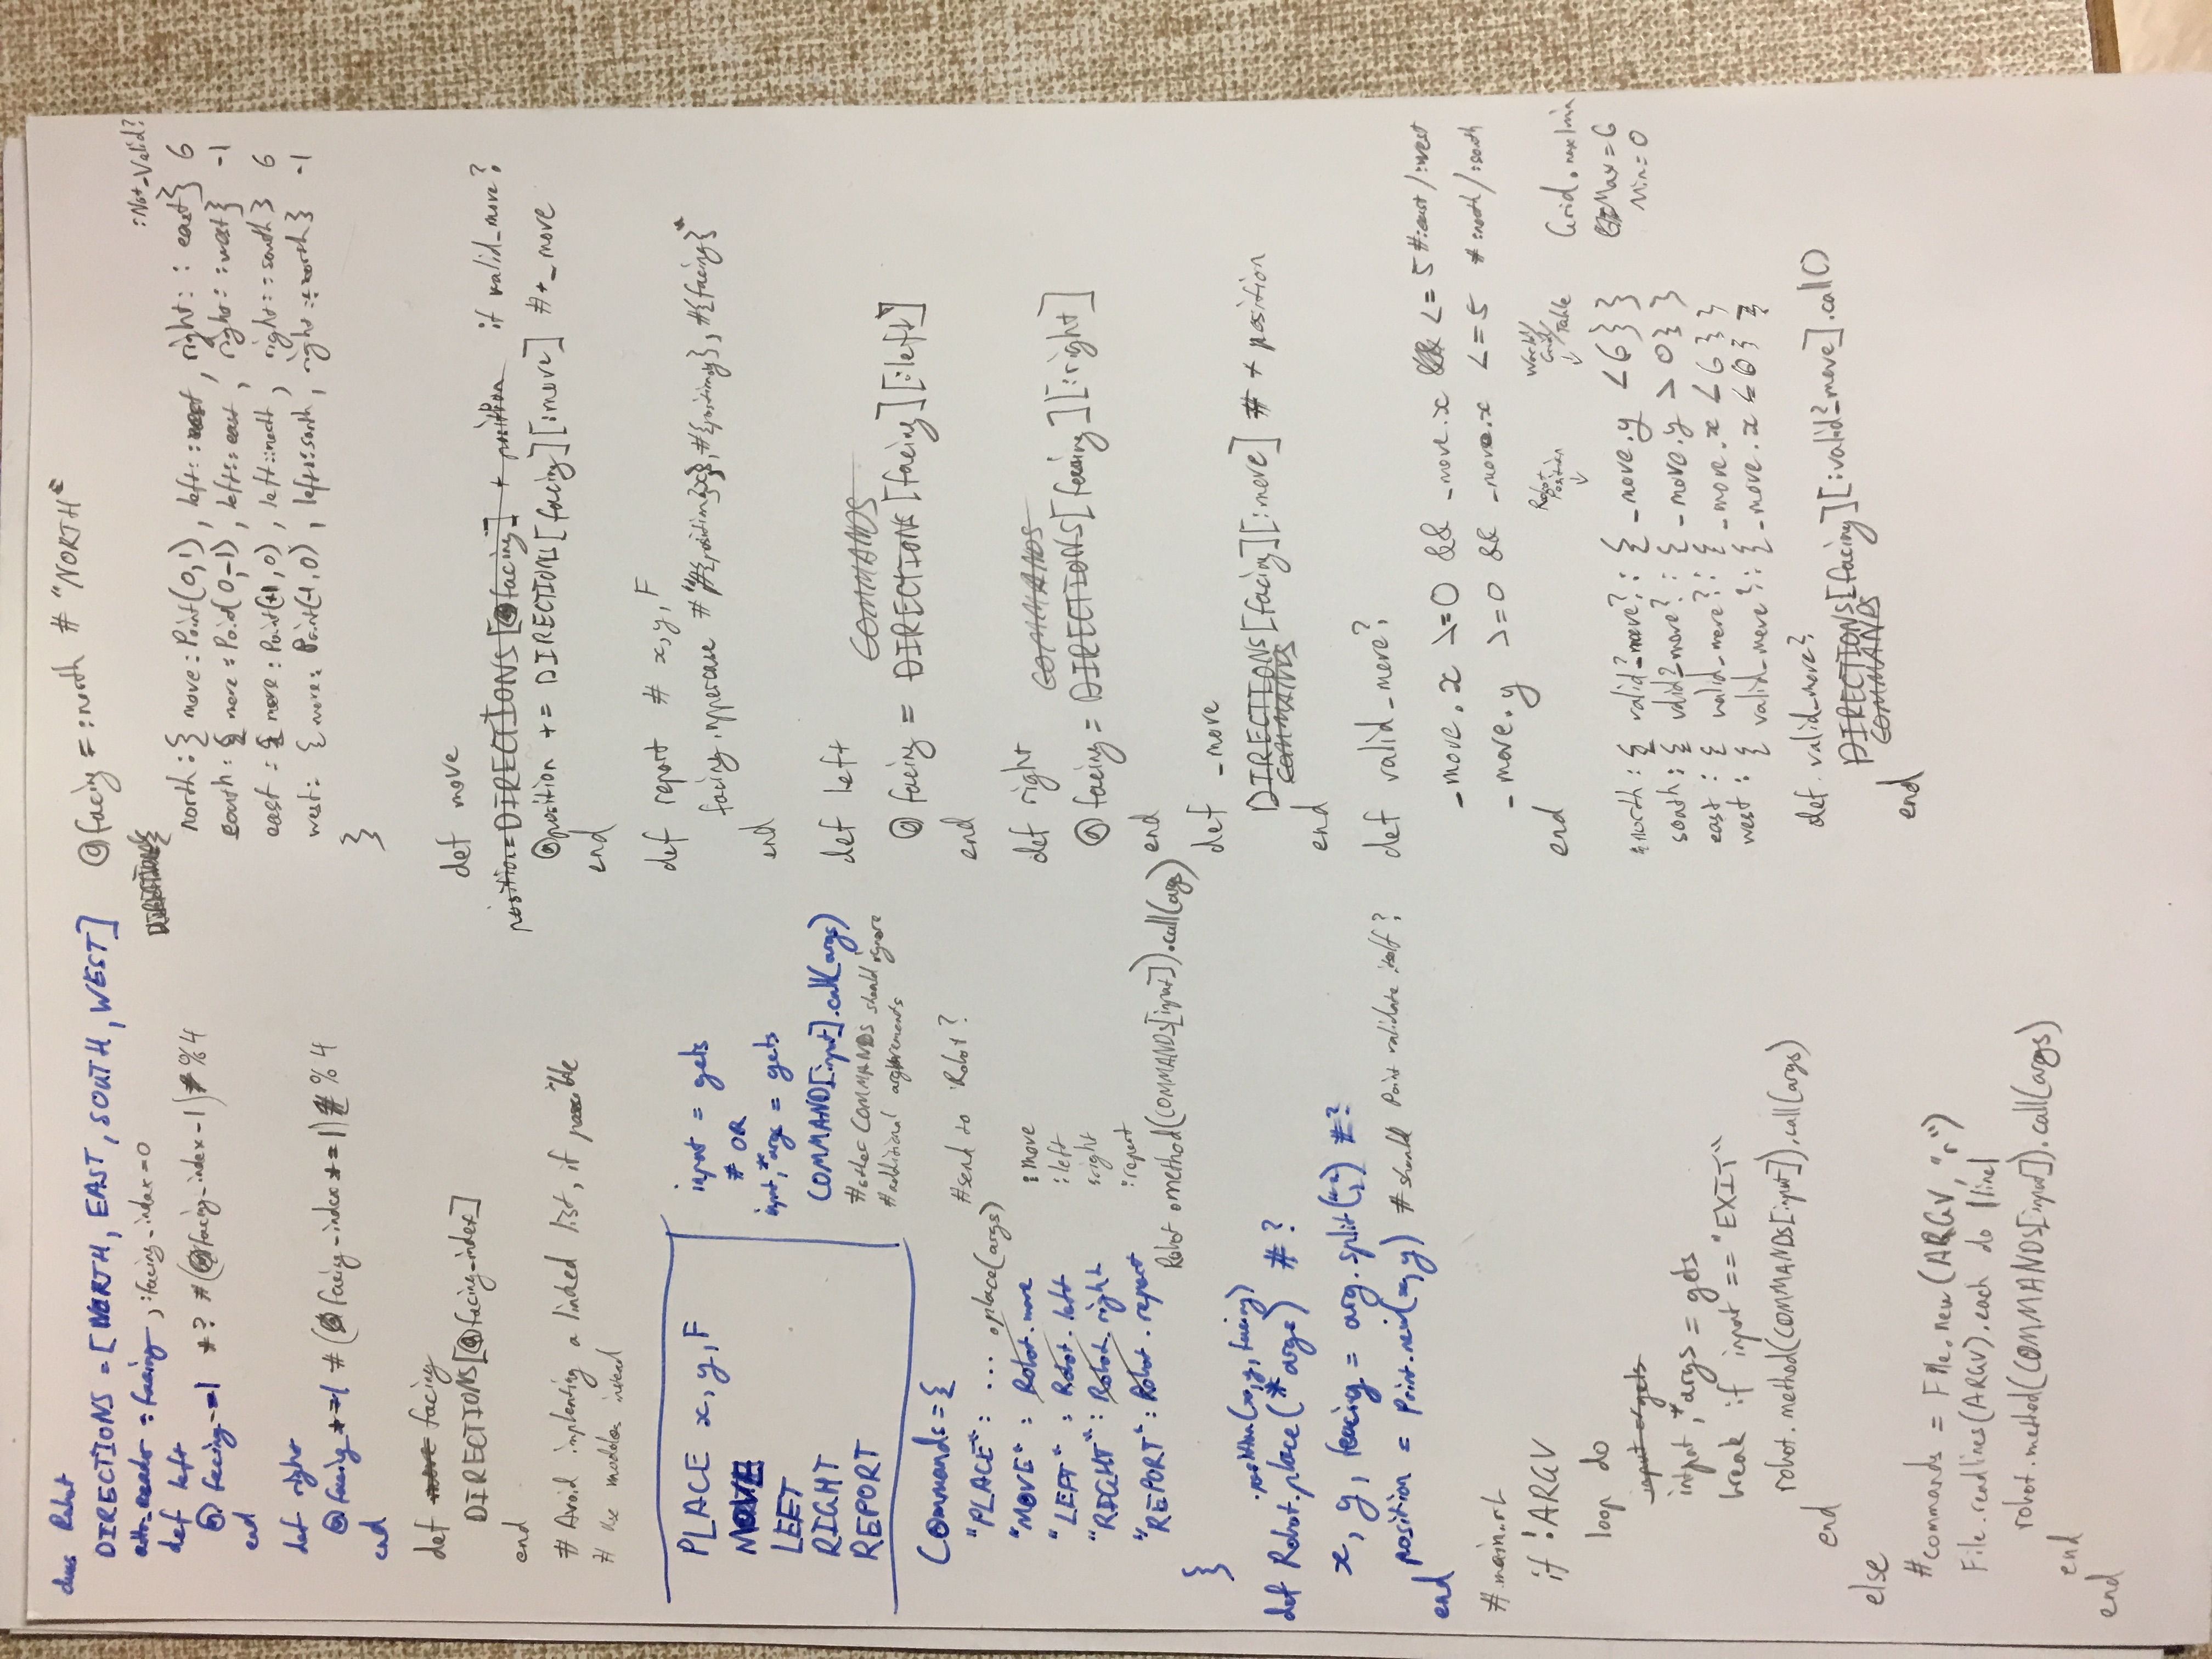 class Robot
DIRECTIONS = [NORTH, EAST, SOUTH, WEST]
attr_reader :facing, :facing_index=0
def left
@facing -=1 +? #(@facing_index-1) %4
end
def right
@facing +=1 #(@facing_index+=1) %4
end
def move facing
DIRECTIONS[@facing_index]
end
# Avoid implenting a linked list, if possible
# Use modolos instead
PLACE x, y, F
MOVE
LEFT
RIGHT
REPORT
input = gets
# OR
input,*args = gets
COMMAND[input].call(args)
#other COMMANDS should ignore
#additional arguements
Commands={
"PLACE": ... .place(args)
#send to Robot?
"MOVE" : Robot.move :move
"LEFT" : Robot.left :left
"RIGHT" : Robot.right :right
"REPORT": Robot.report :report
Robot.method(COMMANDS[input]).call(args)
}
.position(x,y, facing)
def Robot.place(*args) #?
x, y, facing = arg.split(",") #?
position = Point.new(x,y) # should Point validate itself?
end
# main.rb
if !ARGV
loop do
input = gets
intput,*args = gets
break if input == "EXIT"
robot.method(COMMANDS[input]).call(args)
end
else
#commands = File.new(ARGV, "r")
File.readlines(ARGV).each do |line|
robot.method(COMMANDS[input]).call(args)
end
end
@facing = :north # "NORTH"
:Not_Valid?
DIRECTIONS{
north: { move: Point(0,1), left: :west, right: :east} 6
south: { move: Point(0,-1), left: :east, right: :west} -1
east: { move: Point(+1,0), left: :north, right: :south} 6
west: { move: Point(-1,0), left: :south, right: :north} -1
}
def move
position=DIRECTIONS[@facing] + position if valid_move?
@position += DIRECTIONS[facing][:move] #+_move
end
def report # x,y,F
facing.uppercase # "#{position.x},#{position.y}, #{facing}"
end
def left
COMMANDS
@facing = DIRECTIONS[facing][:left]
end
def right
COMMANDS
@facing = DIRECTIONS[facing][:right]
end
def _move
DIRECTIONS[facing][:move] # + position
COMMANDS
end
def valid_move?
_move.x >=0 && _move.x <=5 #:east/:west
_move.y >=0 && _move.x <=5 #:north/:south
end
Robot Position
World/ Grid/ Table
Grid.max/min
Max=6
Min=0
north: { valid?move?: { _move.y <6} }
south: { valid?_move?: { _move.y > 0} }
east: { valid_move?: { _move.x <6 } }
west: { valid_move?: { _move.x <0} }
def valid_move?
DIRECTIONS[facing][:valid?_move].call()
COMMANDS
end